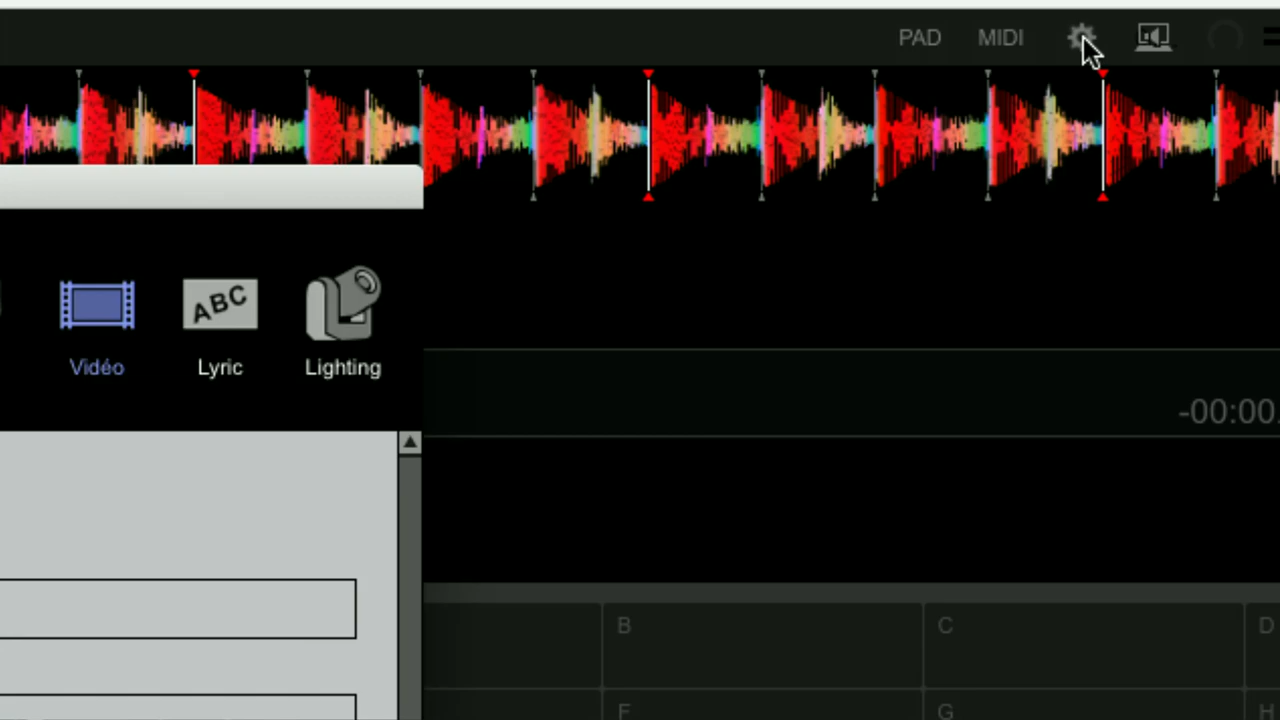 PAD MIDI
ABC
Vidéo Lyric Lighting
-00:00
B C D
F G H